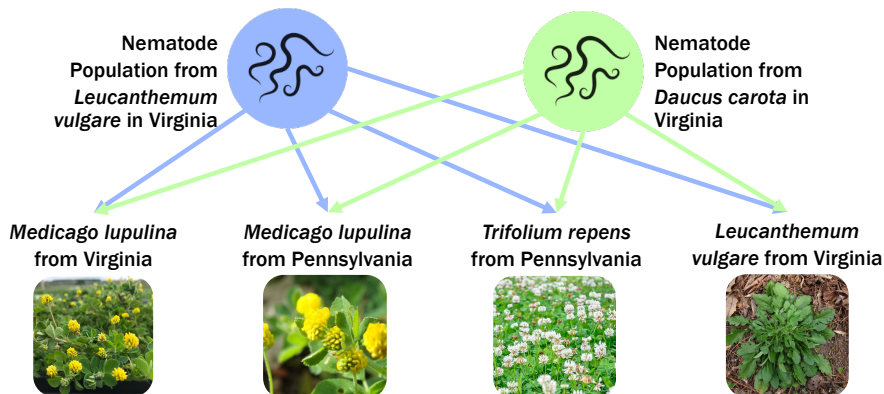 Nematode
Population from
Leucanthemum
vulgare in Virginia
Nematode
Population from
Daucus carota in
Virginia
Medicago lupulina
from Virginia
Medicago lupulina
from Pennsylvania
Trifolium repens
from Pennsylvania
Leucanthemum
vulgare from Virginia